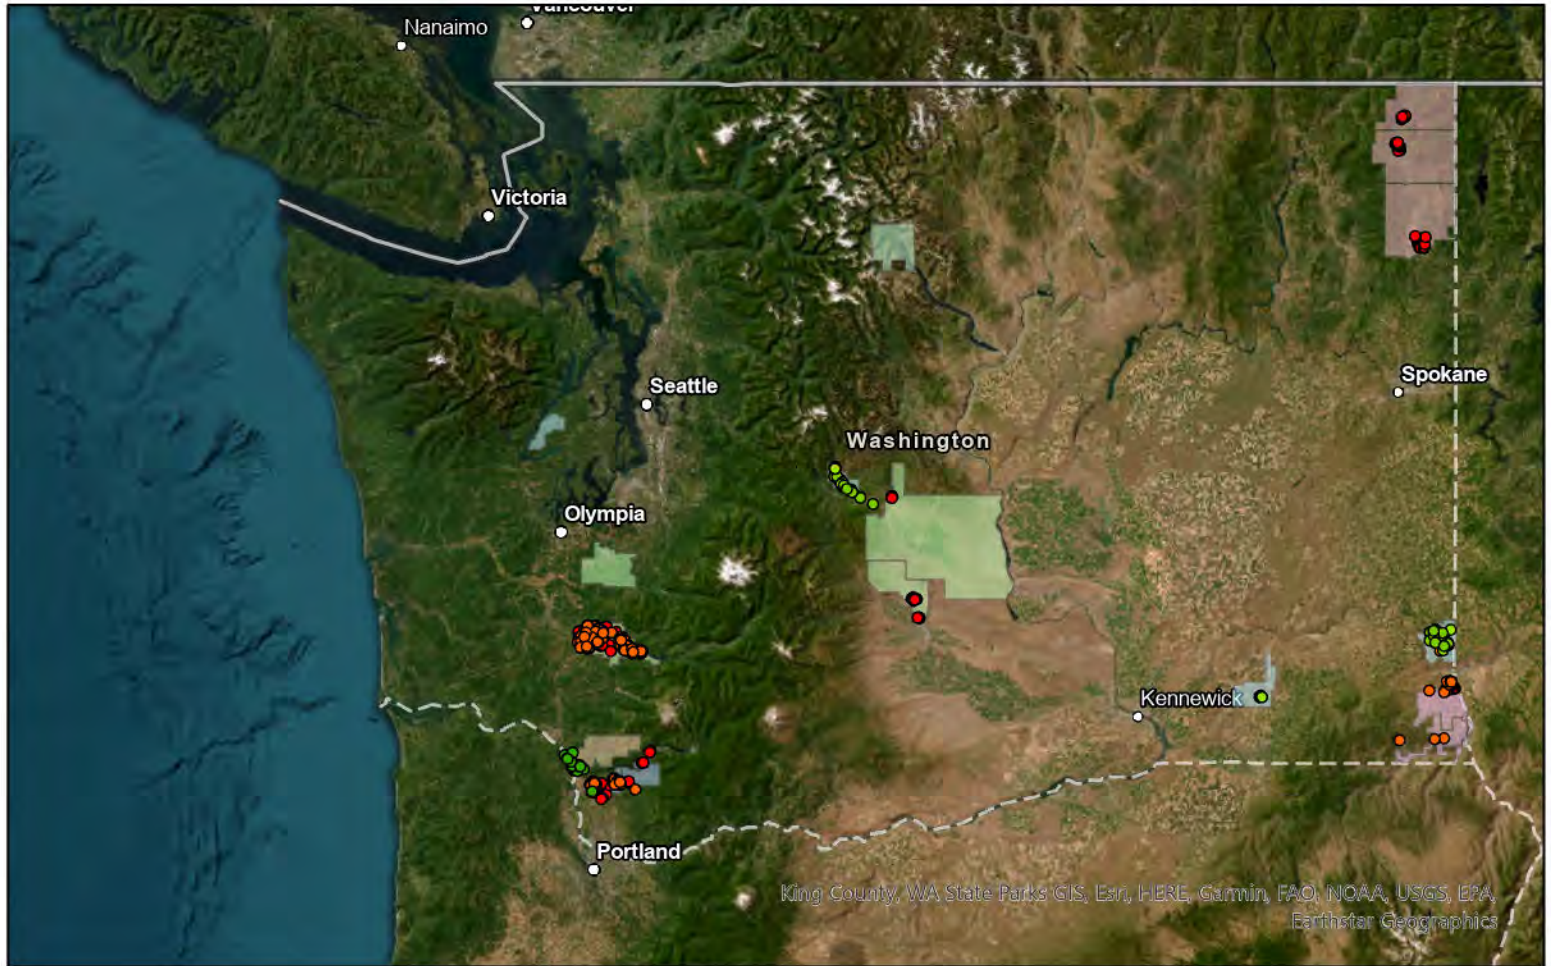 Vancouver
Nanaimo
Victoria
Seattle
Spokane
Washington
Olympia
Kennewick
Portland
King County, WA State Parks GIS, Esri, HERE, Garmin, FAO, NOAA, USGS, EPA,
Earthstar Geographics